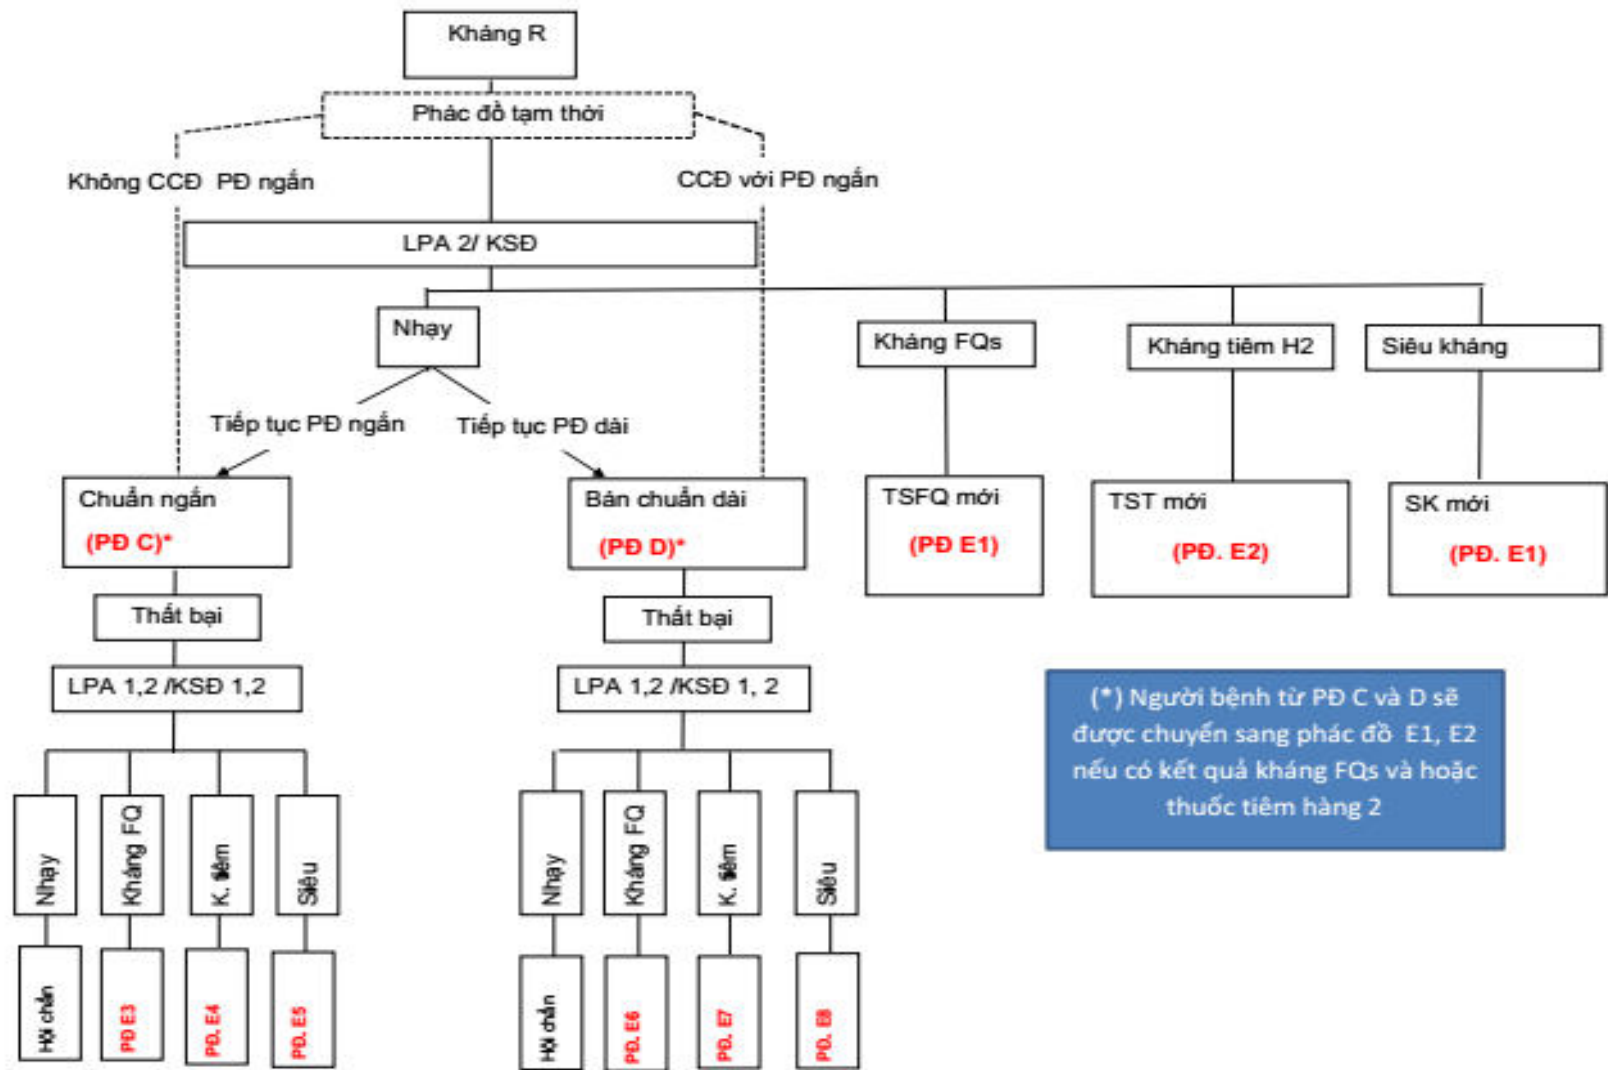 Kháng R
Phác đồ tạm thời
Không CCĐ PĐ ngắn
CCĐ với PĐ ngắn
LPA 2/ KSĐ
Nhạy
Kháng FQs
Kháng tiêm H2
Siêu kháng
Tiếp tục PĐ ngắn
Tiếp tục PĐ dài
Chuẩn ngắn
(PĐ C)*
Bán chuẩn dài
(PĐ D)*
TSFQ mới
(PĐ E1)
TST mới
(PĐ. E2)
SK mới
(PĐ. E1)
Thất bại
Thất bại
LPA 1,2 /KSĐ 1,2
LPA 1,2 /KSĐ 1, 2
(*) Người bệnh từ PĐ C và D sẽ
được chuyển sang phác đồ E1, E2
nếu có kết quả kháng FQs và hoặc
thuốc tiêm hàng 2
Nhạy
Kháng FQ
K. tiêm
Siêu
Nhạy
Kháng FQ
K. tiêm
Siêu
Hội chẩn
PĐ E3
PĐ. E4
PĐ. E5
Hội chẩn
PĐ. E6
PĐ. E7
PĐ. E8